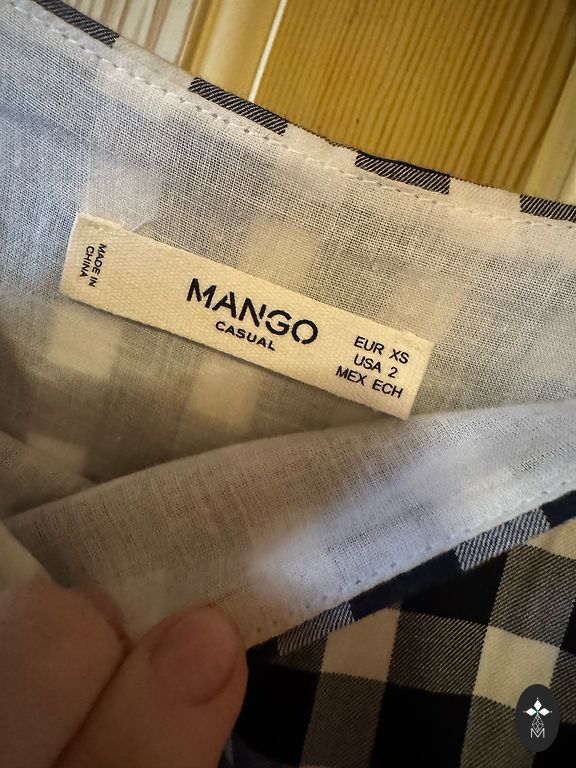 MADE IN
CHINA
MANGO
CASUAL
EUR XS
USA 2
MEX ECH
M